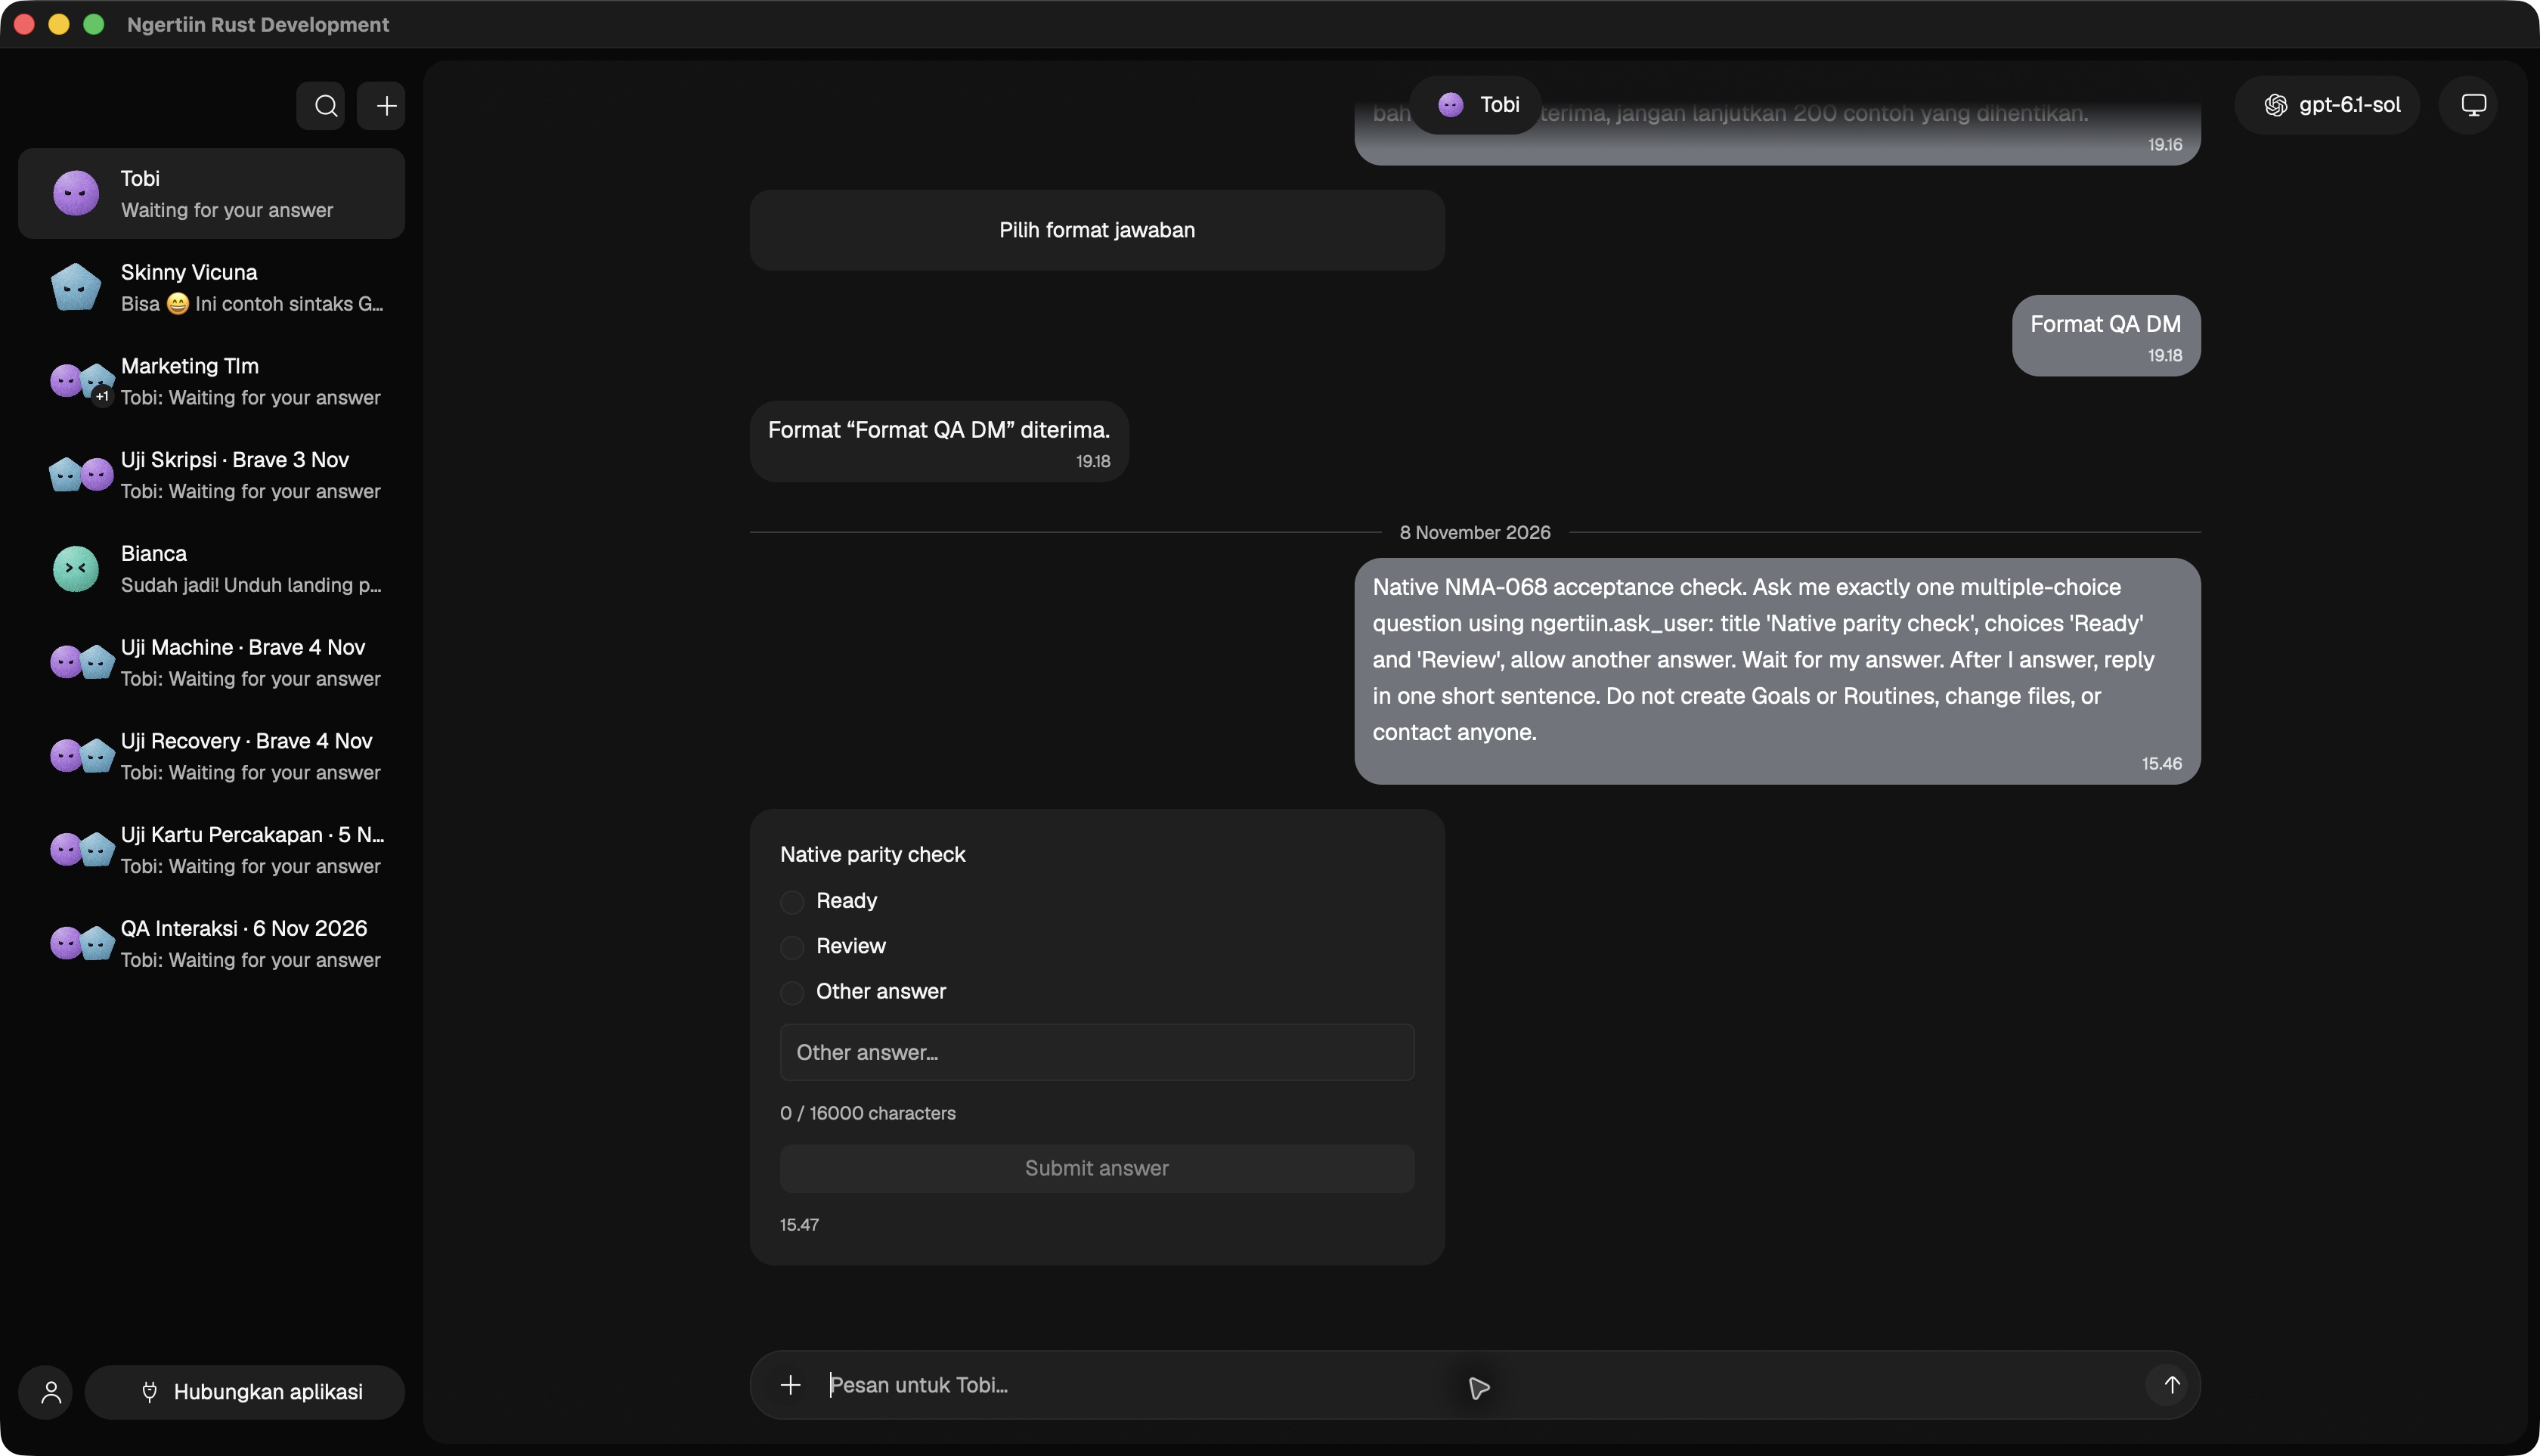 Ngertiin Rust Development
Tobi
Waiting for your answer
Skinny Vicuna
Bisa 😄 Ini contoh sintaks G...
Marketing TIm
+1
Tobi: Waiting for your answer
Uji Skripsi · Brave 3 Nov
Tobi: Waiting for your answer
Bianca
Sudah jadi! Unduh landing p...
Uji Machine · Brave 4 Nov
Tobi: Waiting for your answer
Uji Recovery · Brave 4 Nov
Tobi: Waiting for your answer
Uji Kartu Percakapan · 5 N...
Tobi: Waiting for your answer
QA Interaksi · 6 Nov 2026
Tobi: Waiting for your answer
Hubungkan aplikasi
Tobi
gpt-6.1-sol
terima, jangan lanjutkan 200 contoh yang dihentikan.
19.16
Pilih format jawaban
Format QA DM
19.18
Format “Format QA DM” diterima.
19.18
8 November 2026
Native NMA-068 acceptance check. Ask me exactly one multiple-choice
question using ngertiin.ask_user: title 'Native parity check', choices 'Ready'
and 'Review', allow another answer. Wait for my answer. After I answer, reply
in one short sentence. Do not create Goals or Routines, change files, or
contact anyone.
15.46
Native parity check
Ready
Review
Other answer
Other answer...
0 / 16000 characters
Submit answer
15.47
Pesan untuk Tobi...